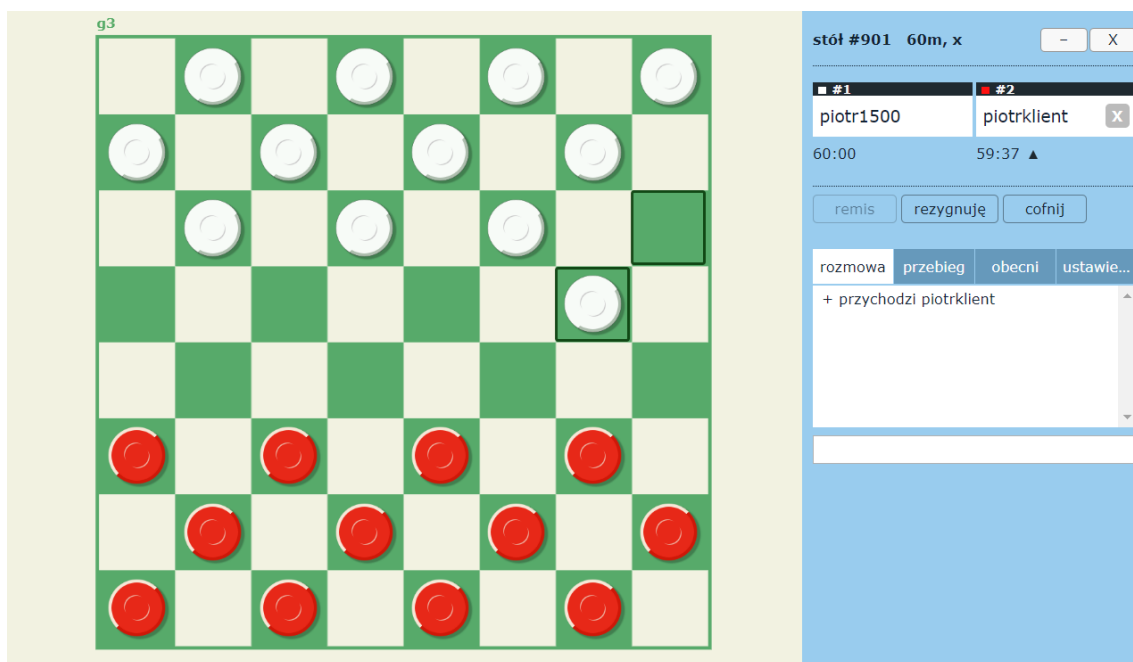 g3
stół #901 60m, x
– X
#1 #2
piotr1500 piotrklient X
60:00 59:37 ▲
remis rezygnuję cofnij
rozmowa przebieg obecni ustawie...
+ przychodzi piotrklient